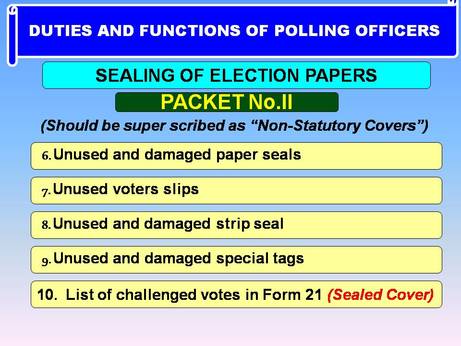 DUTIES AND FUNCTIONS OF POLLING OFFICERS
SEALING OF ELECTION PAPERS
PACKET No.II
(Should be super scribed as “Non-Statutory Covers”)
6. Unused and damaged paper seals
7. Unused voters slips
8. Unused and damaged strip seal
9. Unused and damaged special tags
10. List of challenged votes in Form 21 (Sealed Cover)